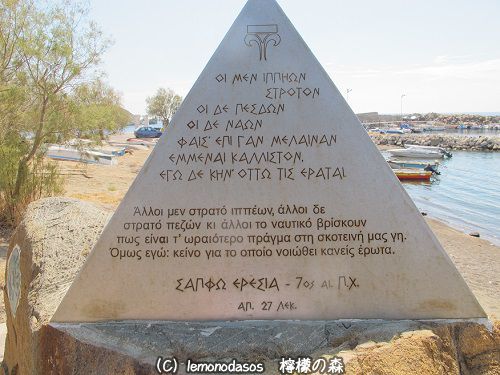 ΟΙ ΜΕΝ ΙΠΠΗΩΝ
ΣΤΡΟΤΟΝ
ΟΙ ΔΕ ΠΕΣΔΩΝ
ΟΙ ΔΕ ΝΑΩΝ
ΦΑΙΣ' ΕΠΙ ΓΑΝ ΜΕΛΑΙΝΑΝ
ΕΜΜΕΝΑΙ ΚΑΛΛΙΣΤΟΝ,
ΕΓΩ ΔΕ ΚΗΝ' ΟΤΤΩ ΤΙΣ ΕΡΑΤΑΙ
Άλλοι μεν στρατό ιππέων, άλλοι δε
στρατό πεζών κι άλλοι το ναυτικό βρίσκουν
πως είναι τ' ωραιότερο πράγμα στη σκοτεινή μας γη.
Όμως εγώ: κείνο για το οποίο νοιώθει κανείς έρωτα.
ΣΑΠΦΩ ΕΡΕΣΙΑ - 7ος αι. Π.Χ.
ΑΠ. 27 Λεκ.
(C) lemonodasos 檸檬の森